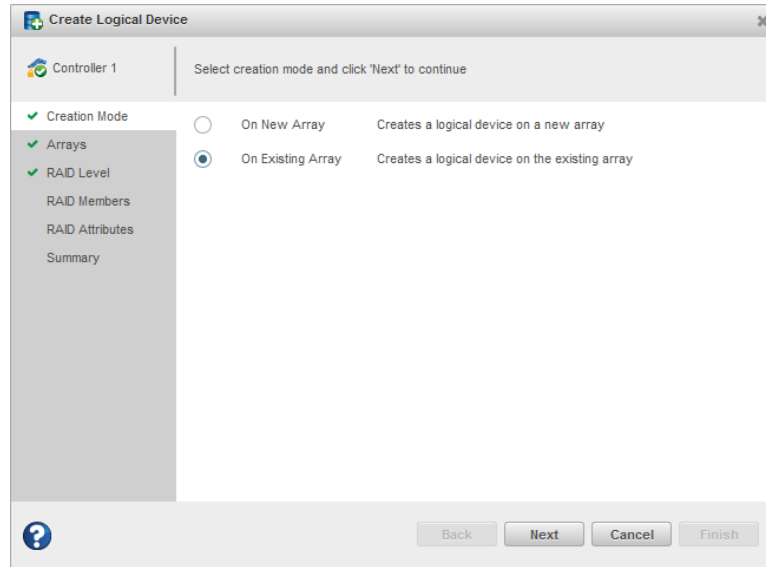 Create Logical Device
Controller 1
Select creation mode and click 'Next' to continue
Creation Mode
Arrays
RAID Level
RAID Members
RAID Attributes
Summary
On New Array Creates a logical device on a new array
On Existing Array Creates a logical device on the existing array
?
Back Next Cancel Finish